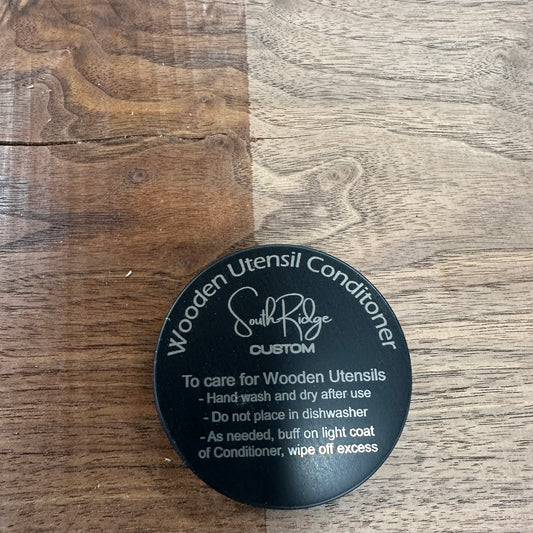 Wooden Utensil Conditioner
SouthRidge
CUSTOM
To care for Wooden Utensils
- Hand wash and dry after use
- Do not place in dishwasher
- As needed, buff on light coat
of Conditioner, wipe off excess